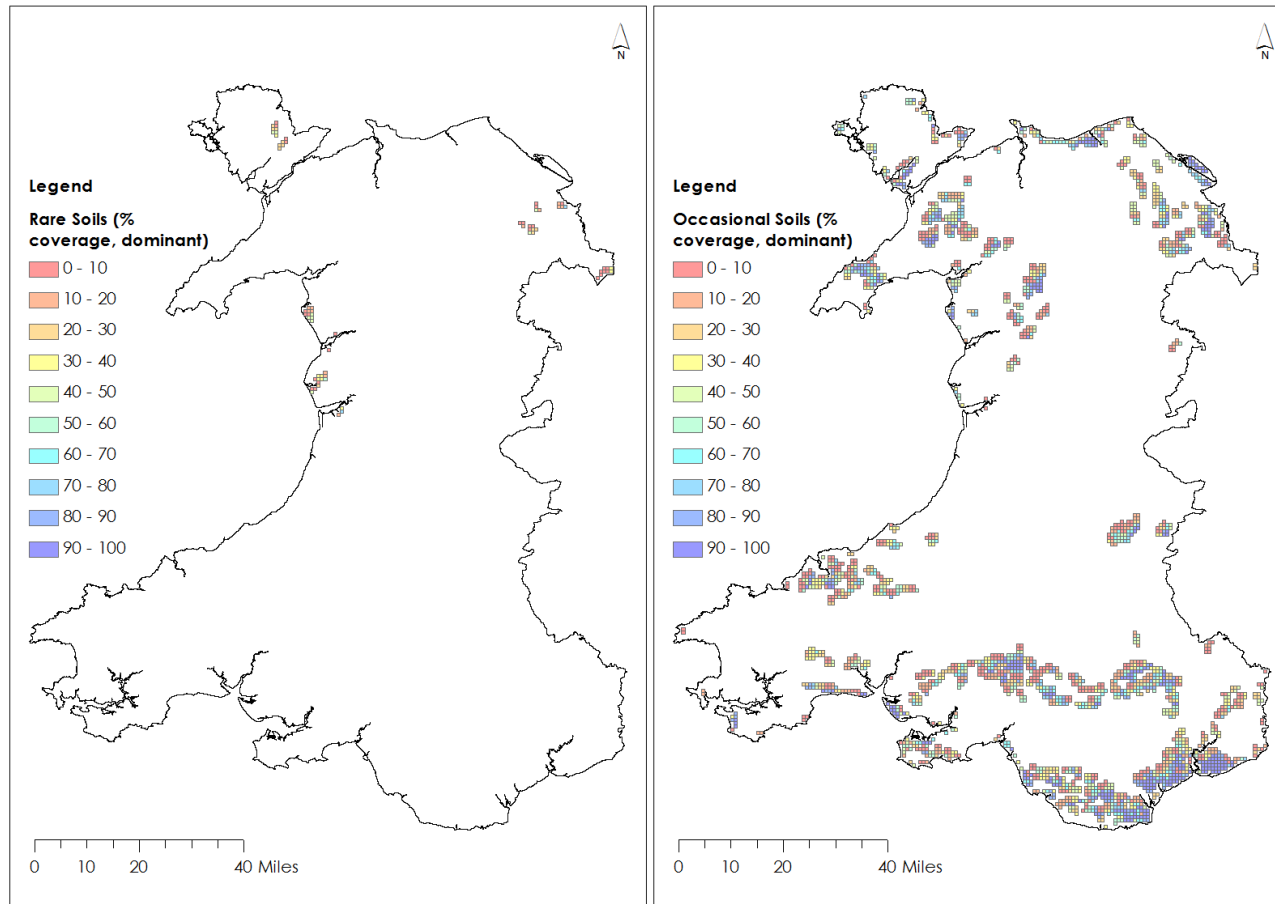 N
Legend
Rare Soils (%
coverage, dominant)
0 - 10
10 - 20
20 - 30
30 - 40
40 - 50
50 - 60
60 - 70
70 - 80
80 - 90
90 - 100
0 10 20 40 Miles
N
Legend
Occasional Soils (%
coverage, dominant)
0 - 10
10 - 20
20 - 30
30 - 40
40 - 50
50 - 60
60 - 70
70 - 80
80 - 90
90 - 100
0 10 20 40 Miles